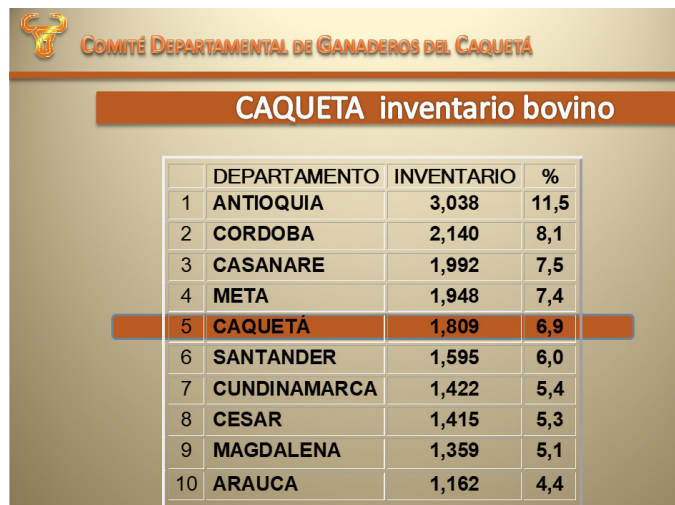 COMITÉ DEPARTAMENTAL DE GANADEROS DEL CAQUETÁ
CAQUETA inventario bovino
DEPARTAMENTO INVENTARIO %
1 ANTIOQUIA 3,038 11,5
2 CORDOBA 2,140 8,1
3 CASANARE 1,992 7,5
4 META 1,948 7,4
5 CAQUETÁ 1,809 6,9
6 SANTANDER 1,595 6,0
7 CUNDINAMARCA 1,422 5,4
8 CESAR 1,415 5,3
9 MAGDALENA 1,359 5,1
10 ARAUCA 1,162 4,4